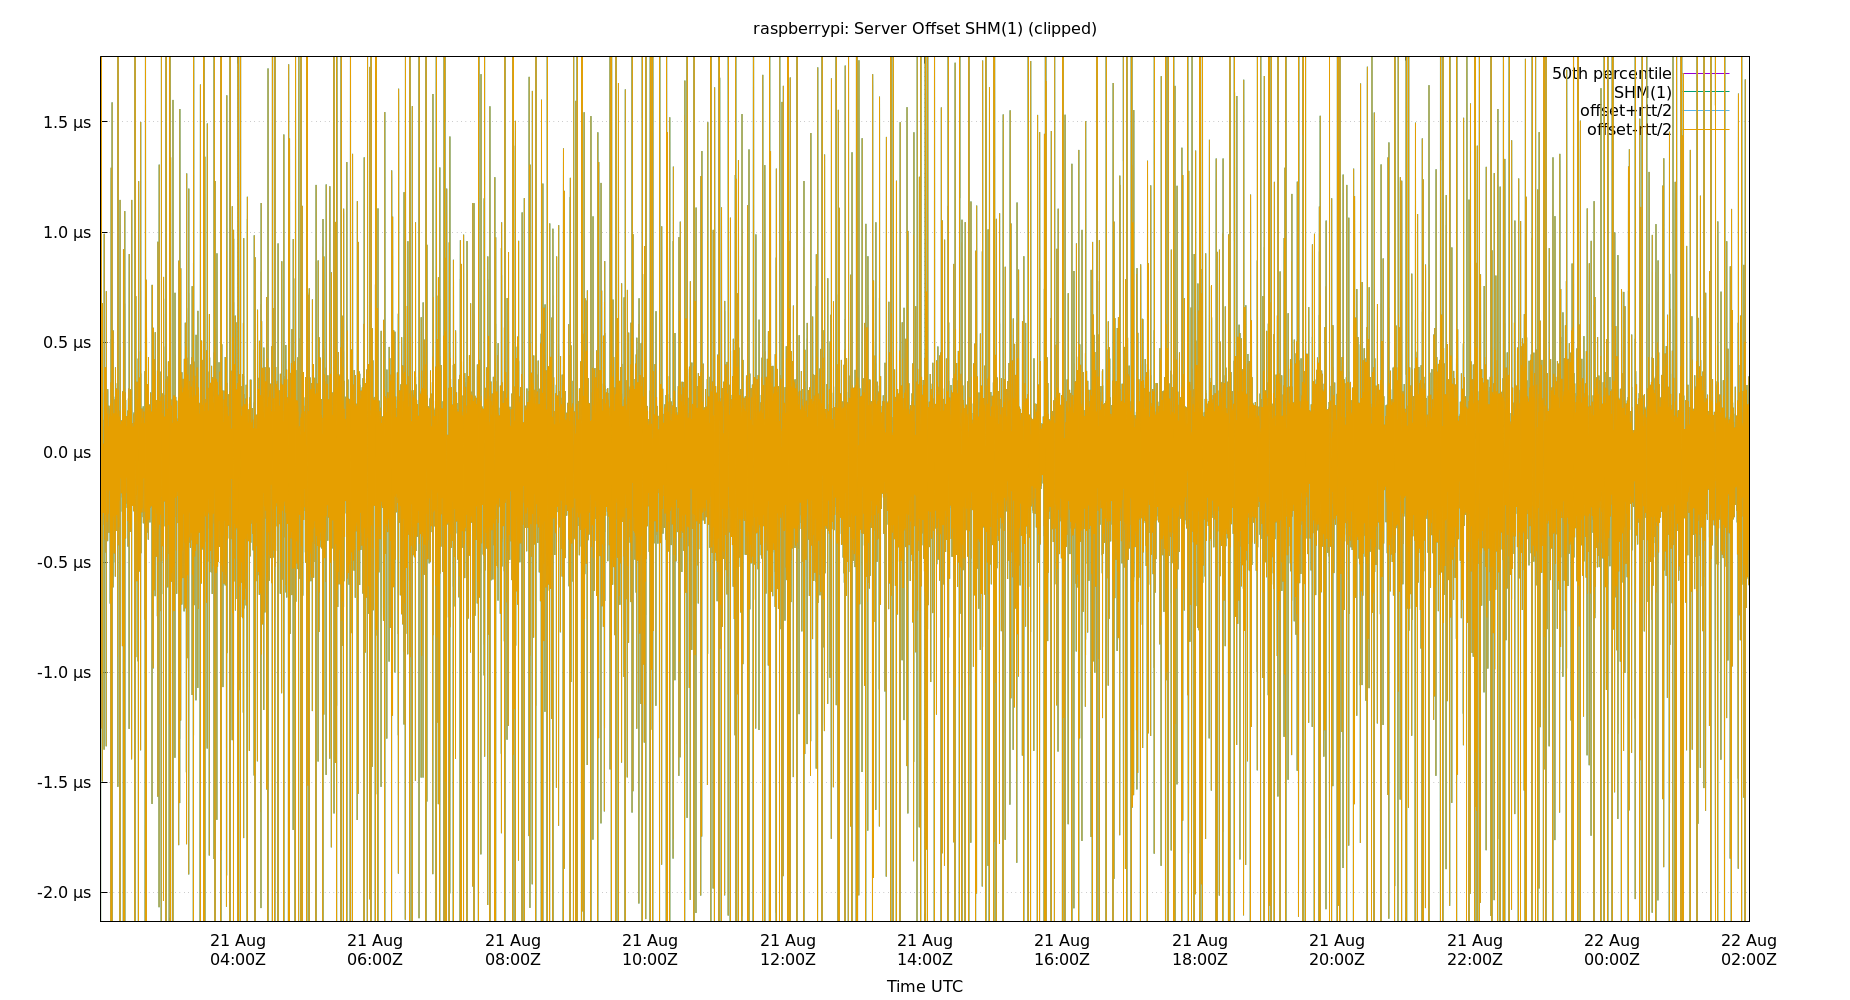 raspberrypi: Server Offset SHM(1) (clipped)
50th percentile
SHM(1)
offset+rtt/2
offset-rtt/2
1.5 µs
1.0 µs
0.5 µs
0.0 µs
-0.5 µs
-1.0 µs
-1.5 µs
-2.0 µs
21 Aug 21 Aug 21 Aug 21 Aug 21 Aug 21 Aug 21 Aug 21 Aug 21 Aug 21 Aug 22 Aug 22 Aug
04:00Z 06:00Z 08:00Z 10:00Z 12:00Z 14:00Z 16:00Z 18:00Z 20:00Z 22:00Z 00:00Z 02:00Z
Time UTC